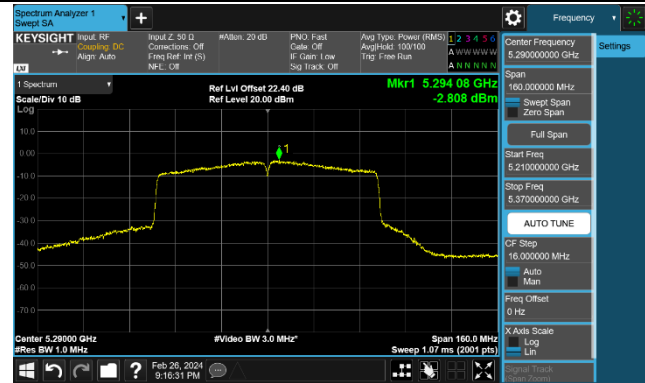 Spectrum Analyzer 1
Swept SA
Frequency
KEYSIGHT
Input: RF
Coupling: DC
Align: Auto
Input Z: 50 Ω
Corrections: Off
Freq Ref: Int (S)
NFE: Off
#Atten: 20 dB
PNO: Fast
Gate: Off
IF Gain: Low
Sig Track: Off
Avg Type: Power (RMS)
Avg|Hold: 100/100
Trig: Free Run
1 2 3 4 5 6
A W W W W W
A N N N N N
LXI
1 Spectrum
Scale/Div 10 dB
Log
Ref Lvl Offset 22.40 dB
Ref Level 20.00 dBm
Mkr1 5.294 08 GHz
-2.808 dBm
10.0
0.00
-10.0
-20.0
-30.0
-40.0
-50.0
-60.0
-70.0
1
Center 5.29000 GHz
#Res BW 1.0 MHz
#Video BW 3.0 MHz*
Span 160.0 MHz
Sweep 1.07 ms (2001 pts)
Feb 26, 2024
9:16:31 PM
Center Frequency
5.290000000 GHz
Settings
Span
160.000000 MHz
Swept Span
Zero Span
Full Span
Start Freq
5.210000000 GHz
Stop Freq
5.370000000 GHz
AUTO TUNE
CF Step
16.000000 MHz
Auto
Man
Freq Offset
0 Hz
X Axis Scale
Log
Lin
Signal Track
(Span Zoom)